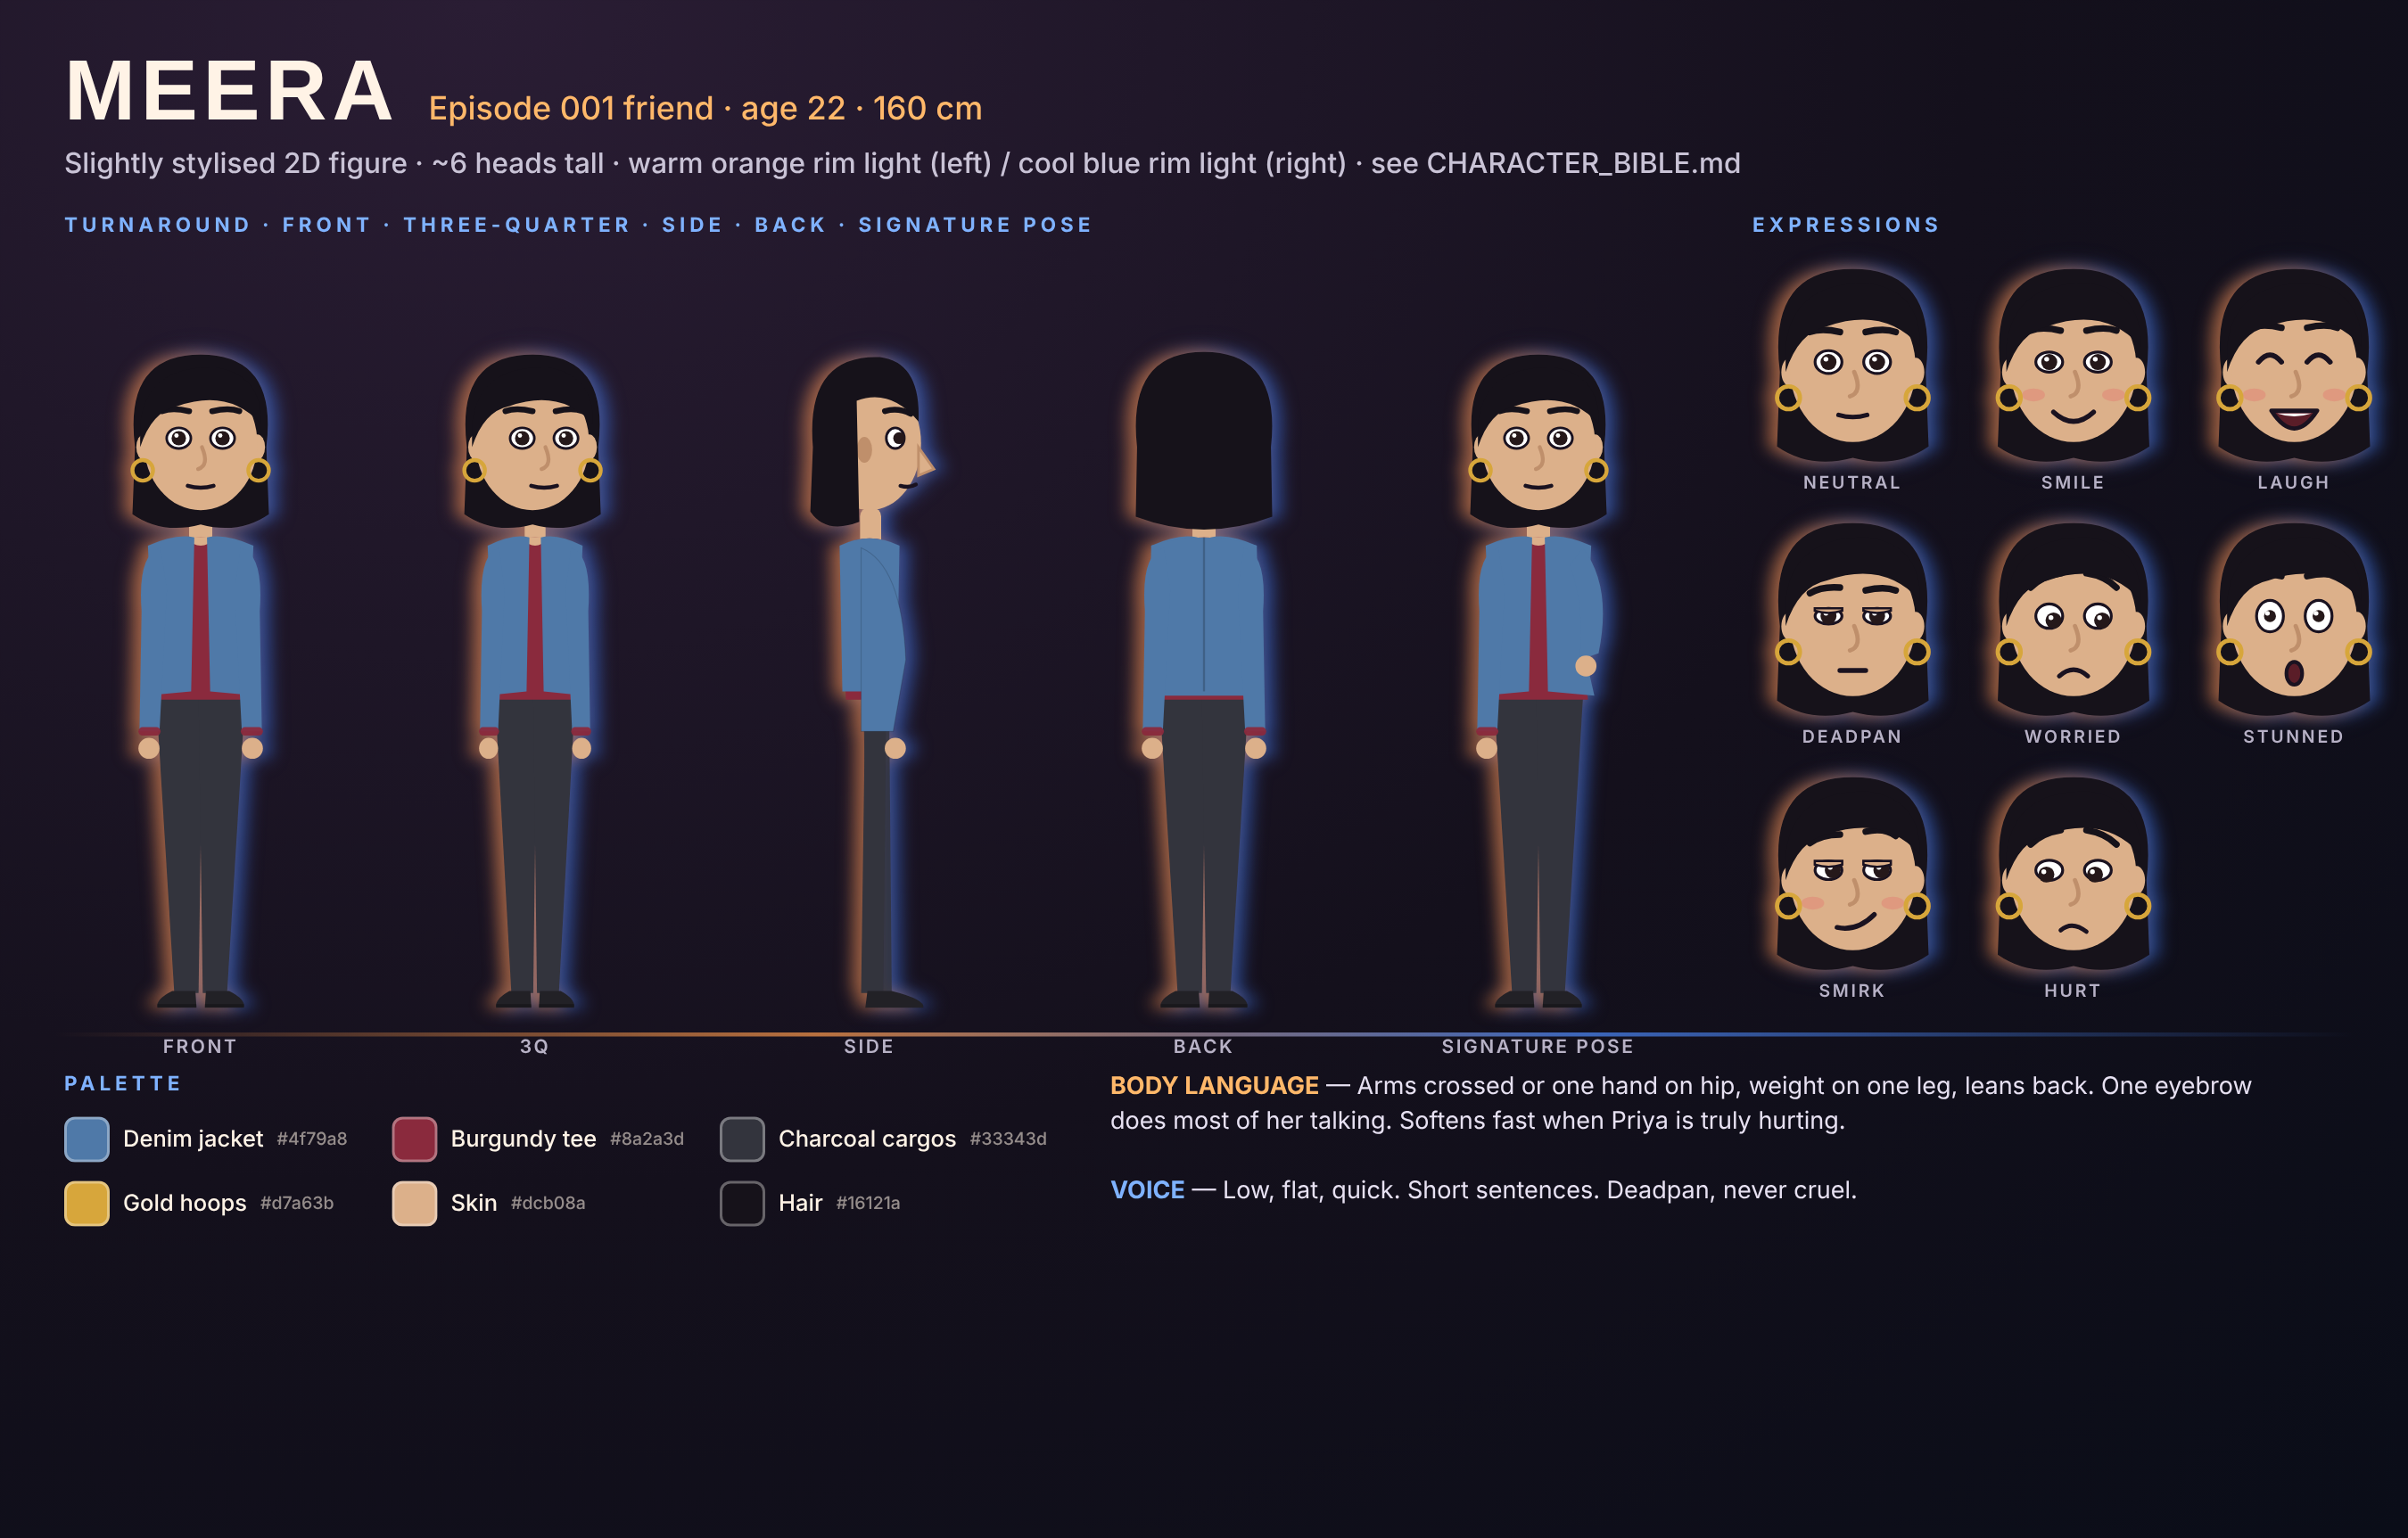 MEERA Episode 001 friend · age 22 · 160 cm
Slightly stylised 2D figure · ~6 heads tall · warm orange rim light (left) / cool blue rim light (right) · see CHARACTER_BIBLE.md
TURNAROUND · FRONT · THREE-QUARTER · SIDE · BACK · SIGNATURE POSE
EXPRESSIONS
NEUTRAL SMILE LAUGH
DEADPAN WORRIED STUNNED
SMIRK HURT
FRONT 3Q SIDE BACK SIGNATURE POSE
PALETTE
Denim jacket #4f79a8 Burgundy tee #8a2a3d Charcoal cargos #33343d
Gold hoops #d7a63b Skin #dcb08a Hair #16121a
BODY LANGUAGE — Arms crossed or one hand on hip, weight on one leg, leans back. One eyebrow
does most of her talking. Softens fast when Priya is truly hurting.
VOICE — Low, flat, quick. Short sentences. Deadpan, never cruel.